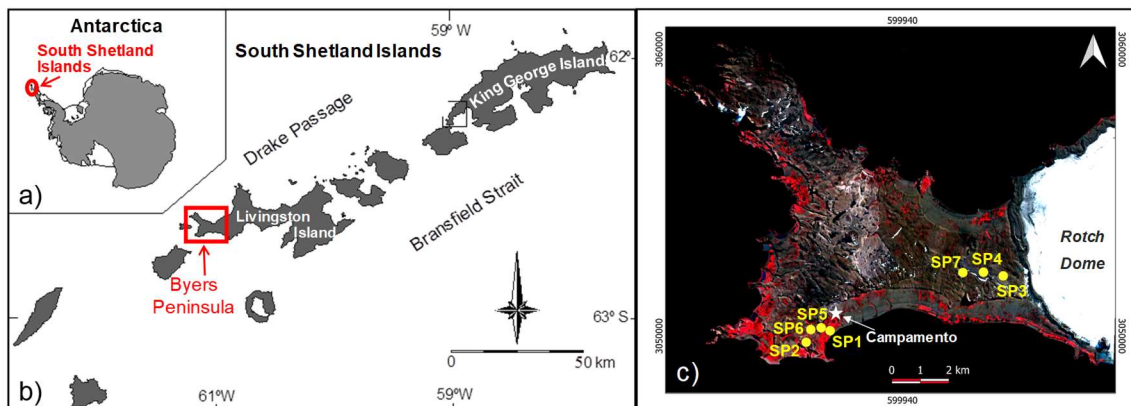 Antarctica
South Shetland
Islands
a)
59° W
South Shetland Islands
62°
King George Island
Drake Passage
Livingston
Island
Bransfield Strait
Byers
Peninsula
63° S
0
50 km
b)
61°W
59°W
599940
3060000
3060000
Rotch
Dome
SP7
SP4
SP3
SP5
SP6
SP1
SP2
Campamento
3050000
3050000
0 1 2 km
c)
599940